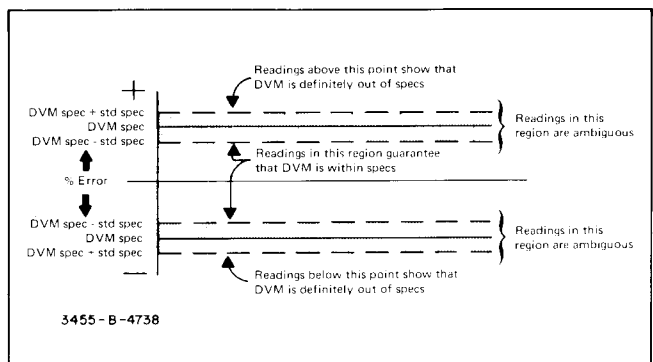 Readings above this point show that
DVM is definitely out of specs
+
DVM spec + std spec
DVM spec
DVM spec - std spec
Readings in this
region are ambiguous
Readings in this region guarantee
that DVM is within specs
% Error
DVM spec - std spec
DVM spec
DVM spec + std spec
Readings in this
region are ambiguous
—
Readings below this point show that
DVM is definitely out of specs
3455-B-4738